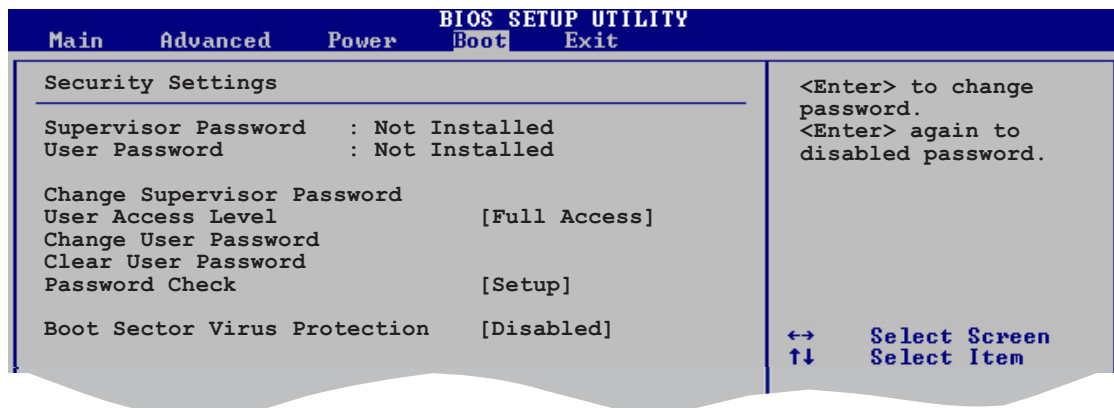 BIOS SETUP UTILITY
Main Advanced Power Boot Exit
Security Settings
Supervisor Password : Not Installed
User Password : Not Installed
Change Supervisor Password
User Access Level [Full Access]
Change User Password
Clear User Password
Password Check [Setup]
Boot Sector Virus Protection [Disabled]
<Enter> to change
password.
<Enter> again to
disabled password.
←→ Select Screen
↑↓ Select Item